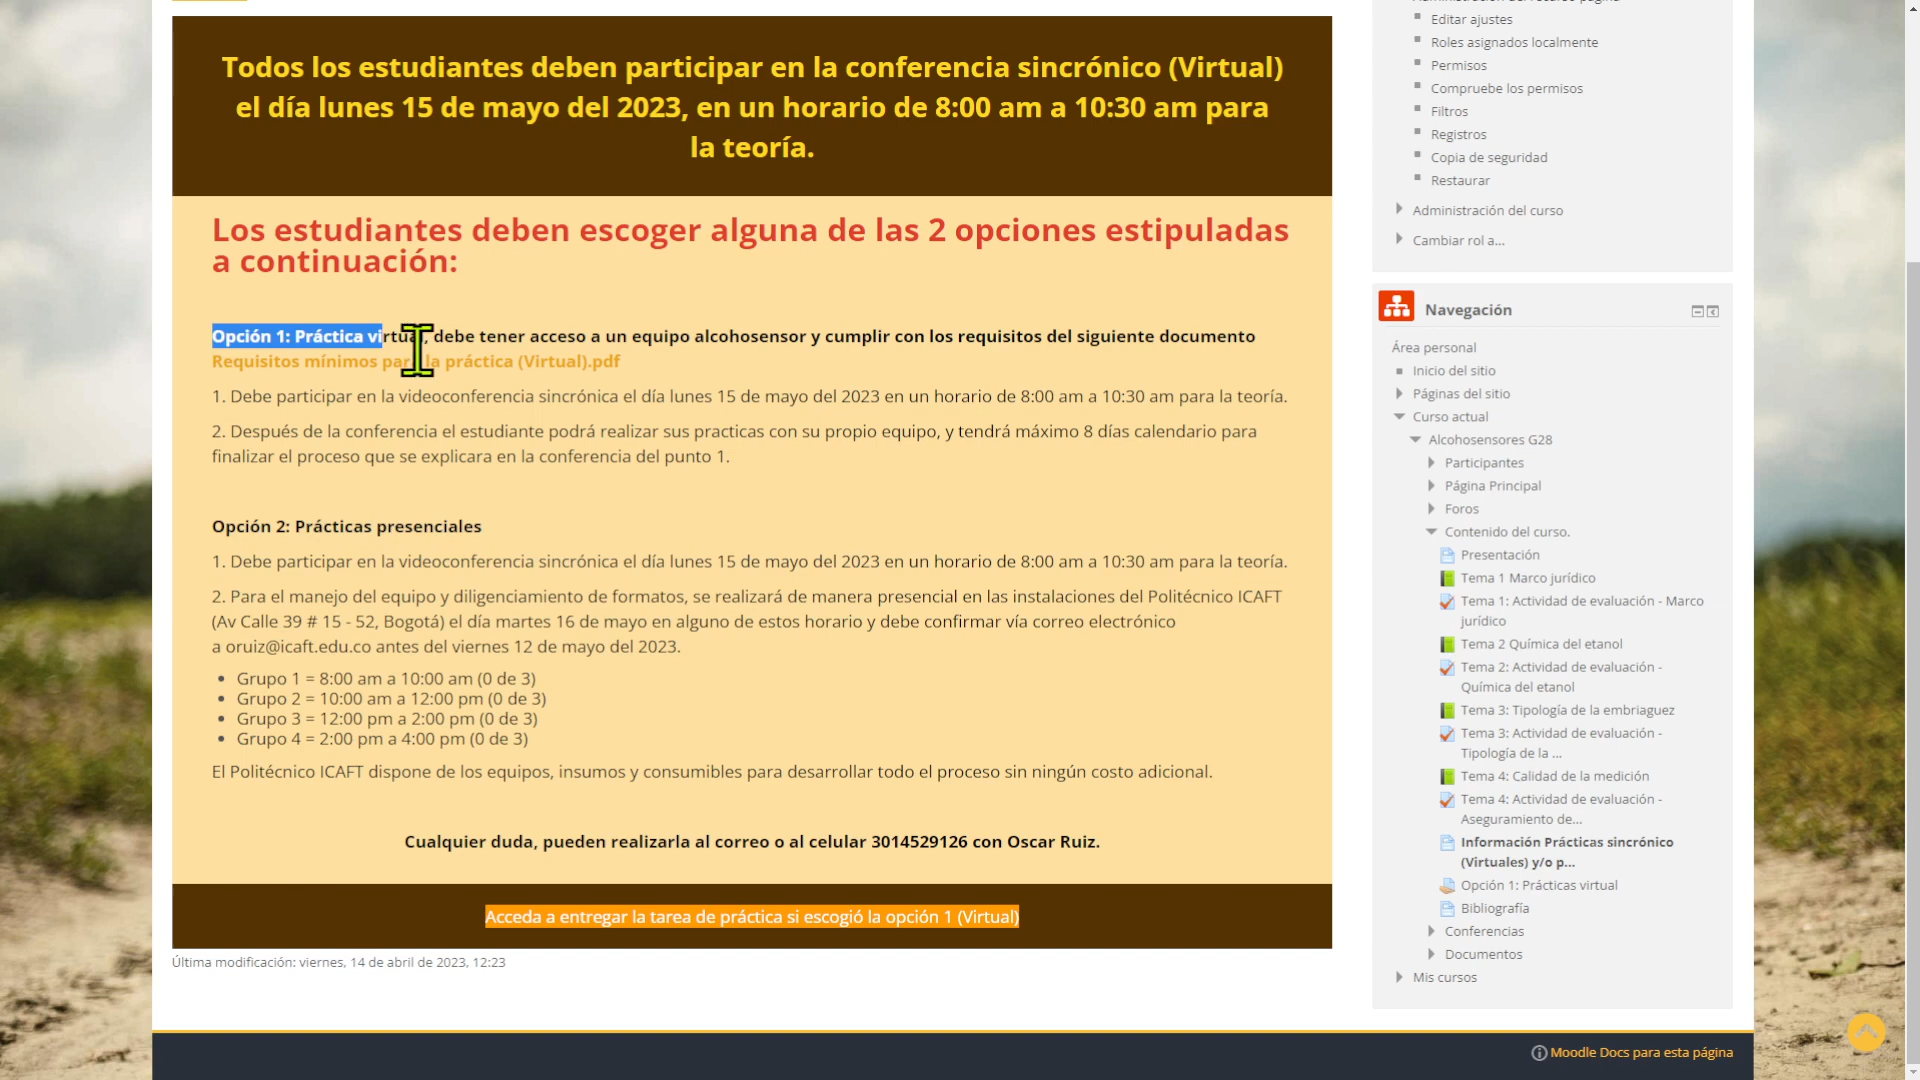 Todos los estudiantes deben participar en la conferencia sincrónico (Virtual)
el día lunes 15 de mayo del 2023, en un horario de 8:00 am a 10:30 am para
la teoría.
Los estudiantes deben escoger alguna de las 2 opciones estipuladas
a continuación:
Opción 1: Práctica virtual, debe tener acceso a un equipo alcohosensor y cumplir con los requisitos del siguiente documento
Requisitos mínimos para la práctica (Virtual).pdf
1. Debe participar en la videoconferencia sincrónica el día lunes 15 de mayo del 2023 en un horario de 8:00 am a 10:30 am para la teoría.
2. Después de la conferencia el estudiante podrá realizar sus practicas con su propio equipo, y tendrá máximo 8 días calendario para
finalizar el proceso que se explicara en la conferencia del punto 1.
Opción 2: Prácticas presenciales
1. Debe participar en la videoconferencia sincrónica el día lunes 15 de mayo del 2023 en un horario de 8:00 am a 10:30 am para la teoría.
2. Para el manejo del equipo y diligenciamiento de formatos, se realizará de manera presencial en las instalaciones del Politécnico ICAFT
(Av Calle 39 # 15 - 52, Bogotá) el día martes 16 de mayo en alguno de estos horario y debe confirmar vía correo electrónico
a oruiz@icaft.edu.co antes del viernes 12 de mayo del 2023.
• Grupo 1 = 8:00 am a 10:00 am (0 de 3)
• Grupo 2 = 10:00 am a 12:00 pm (0 de 3)
• Grupo 3 = 12:00 pm a 2:00 pm (0 de 3)
• Grupo 4 = 2:00 pm a 4:00 pm (0 de 3)
El Politécnico ICAFT dispone de los equipos, insumos y consumibles para desarrollar todo el proceso sin ningún costo adicional.
Cualquier duda, pueden realizarla al correo o al celular 3014529126 con Oscar Ruiz.
Acceda a entregar la tarea de práctica si escogió la opción 1 (Virtual)
Última modificación: viernes, 14 de abril de 2023, 12:23
Editar ajustes
Roles asignados localmente
Permisos
Compruebe los permisos
Filtros
Registros
Copia de seguridad
Restaurar
Administración del curso
Cambiar rol a...
Navegación
Área personal
Inicio del sitio
Páginas del sitio
Curso actual
Alcohosensores G28
Participantes
Página Principal
Foros
Contenido del curso.
Presentación
Tema 1 Marco jurídico
Tema 1: Actividad de evaluación - Marco
jurídico
Tema 2 Química del etanol
Tema 2: Actividad de evaluación -
Química del etanol
Tema 3: Tipología de la embriaguez
Tema 3: Actividad de evaluación -
Tipología de la ...
Tema 4: Calidad de la medición
Tema 4: Actividad de evaluación -
Aseguramiento de...
Información Prácticas sincrónico
(Virtuales) y/o p...
Opción 1: Prácticas virtual
Bibliografía
Conferencias
Documentos
Mis cursos
Moodle Docs para esta página